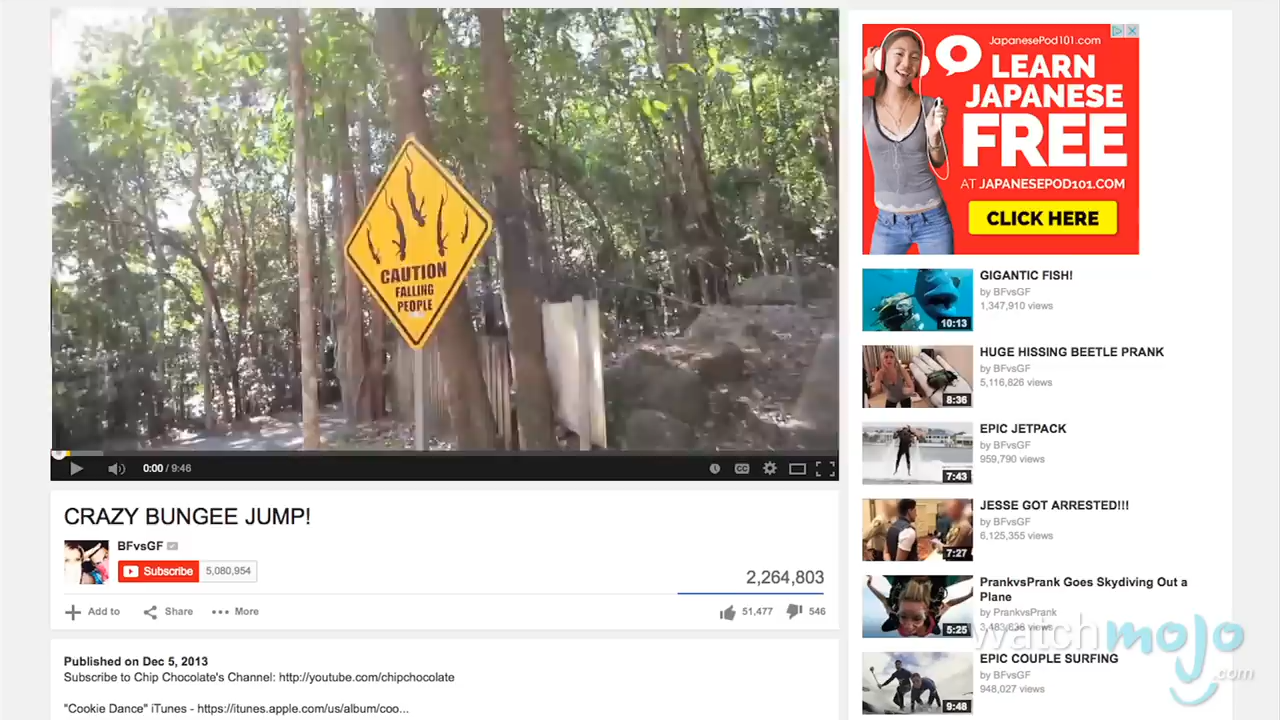 CAUTION
FALLING
PEOPLE
0:00 / 9:46
CC
CRAZY BUNGEE JUMP!
BFvsGF
Subscribe 5,080,954
2,264,803
Add to Share More 51,477 546
Published on Dec 5, 2013
Subscribe to Chip Chocolate's Channel: http://youtube.com/chipchocolate
"Cookie Dance" iTunes - https://itunes.apple.com/us/album/coo...
JapanesePod101.com
LEARN
JAPANESE
FREE
AT JAPANESEPOD101.COM
CLICK HERE
GIGANTIC FISH!
by BFvsGF
1,347,910 views
10:13
HUGE HISSING BEETLE PRANK
by BFvsGF
5,116,826 views
8:36
EPIC JETPACK
by BFvsGF
959,790 views
7:43
JESSE GOT ARRESTED!!!
by BFvsGF
6,125,355 views
7:27
PrankvsPrank Goes Skydiving Out a
Plane
by PrankvsPrank
views
5:25
EPIC COUPLE SURFING
by BFvsGF
948,027 views
9:48
watchmojo
.com